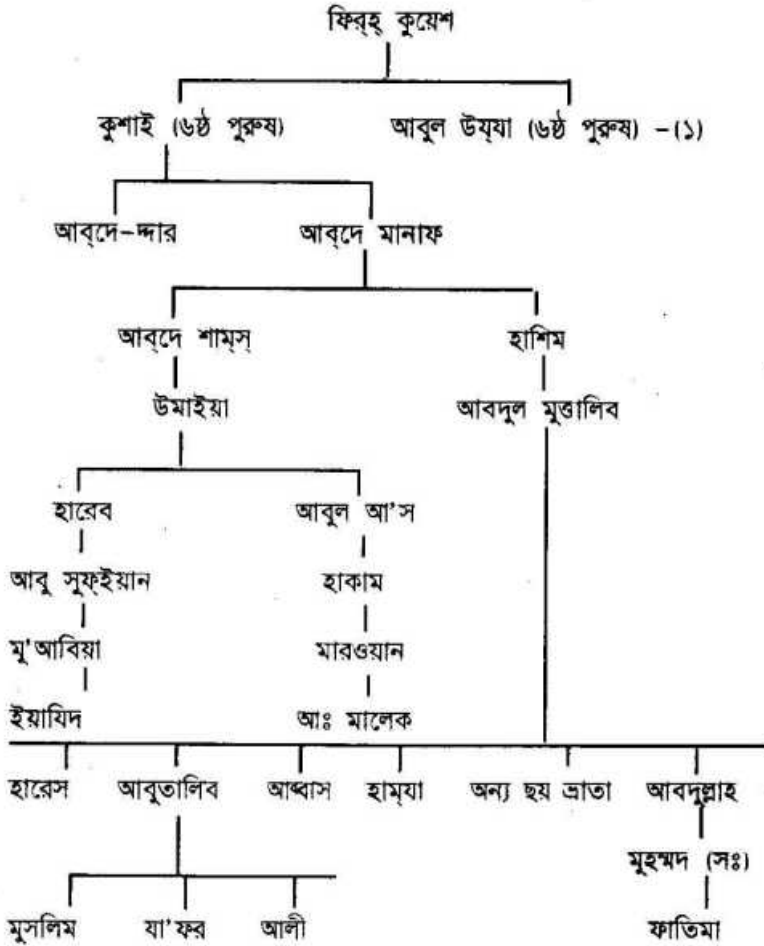 ফির্‌হ্ কুয়েশ
কুশাই (৬ষ্ঠ পুরুষ) আবুল উয্‌যা (৬ষ্ঠ পুরুষ) -(১)
আব্‌দে-দ্দার আব্‌দে মানাফ
আব্‌দে শাম্‌স্ হাশিম
উমাইয়া আবদুল মুত্তালিব
হারেব আবুল আ'স
আবু সুফ্‌ইয়ান হাকাম
মু'আবিয়া মারওয়ান
ইয়াযিদ আঃ মালেক
হারেস আবুতালিব আব্বাস হাম্‌যা অন্য ছয় ভ্রাতা আবদুল্লাহ
মুহম্মদ (সঃ)
মুসলিম যা'ফর আলী ফাতিমা